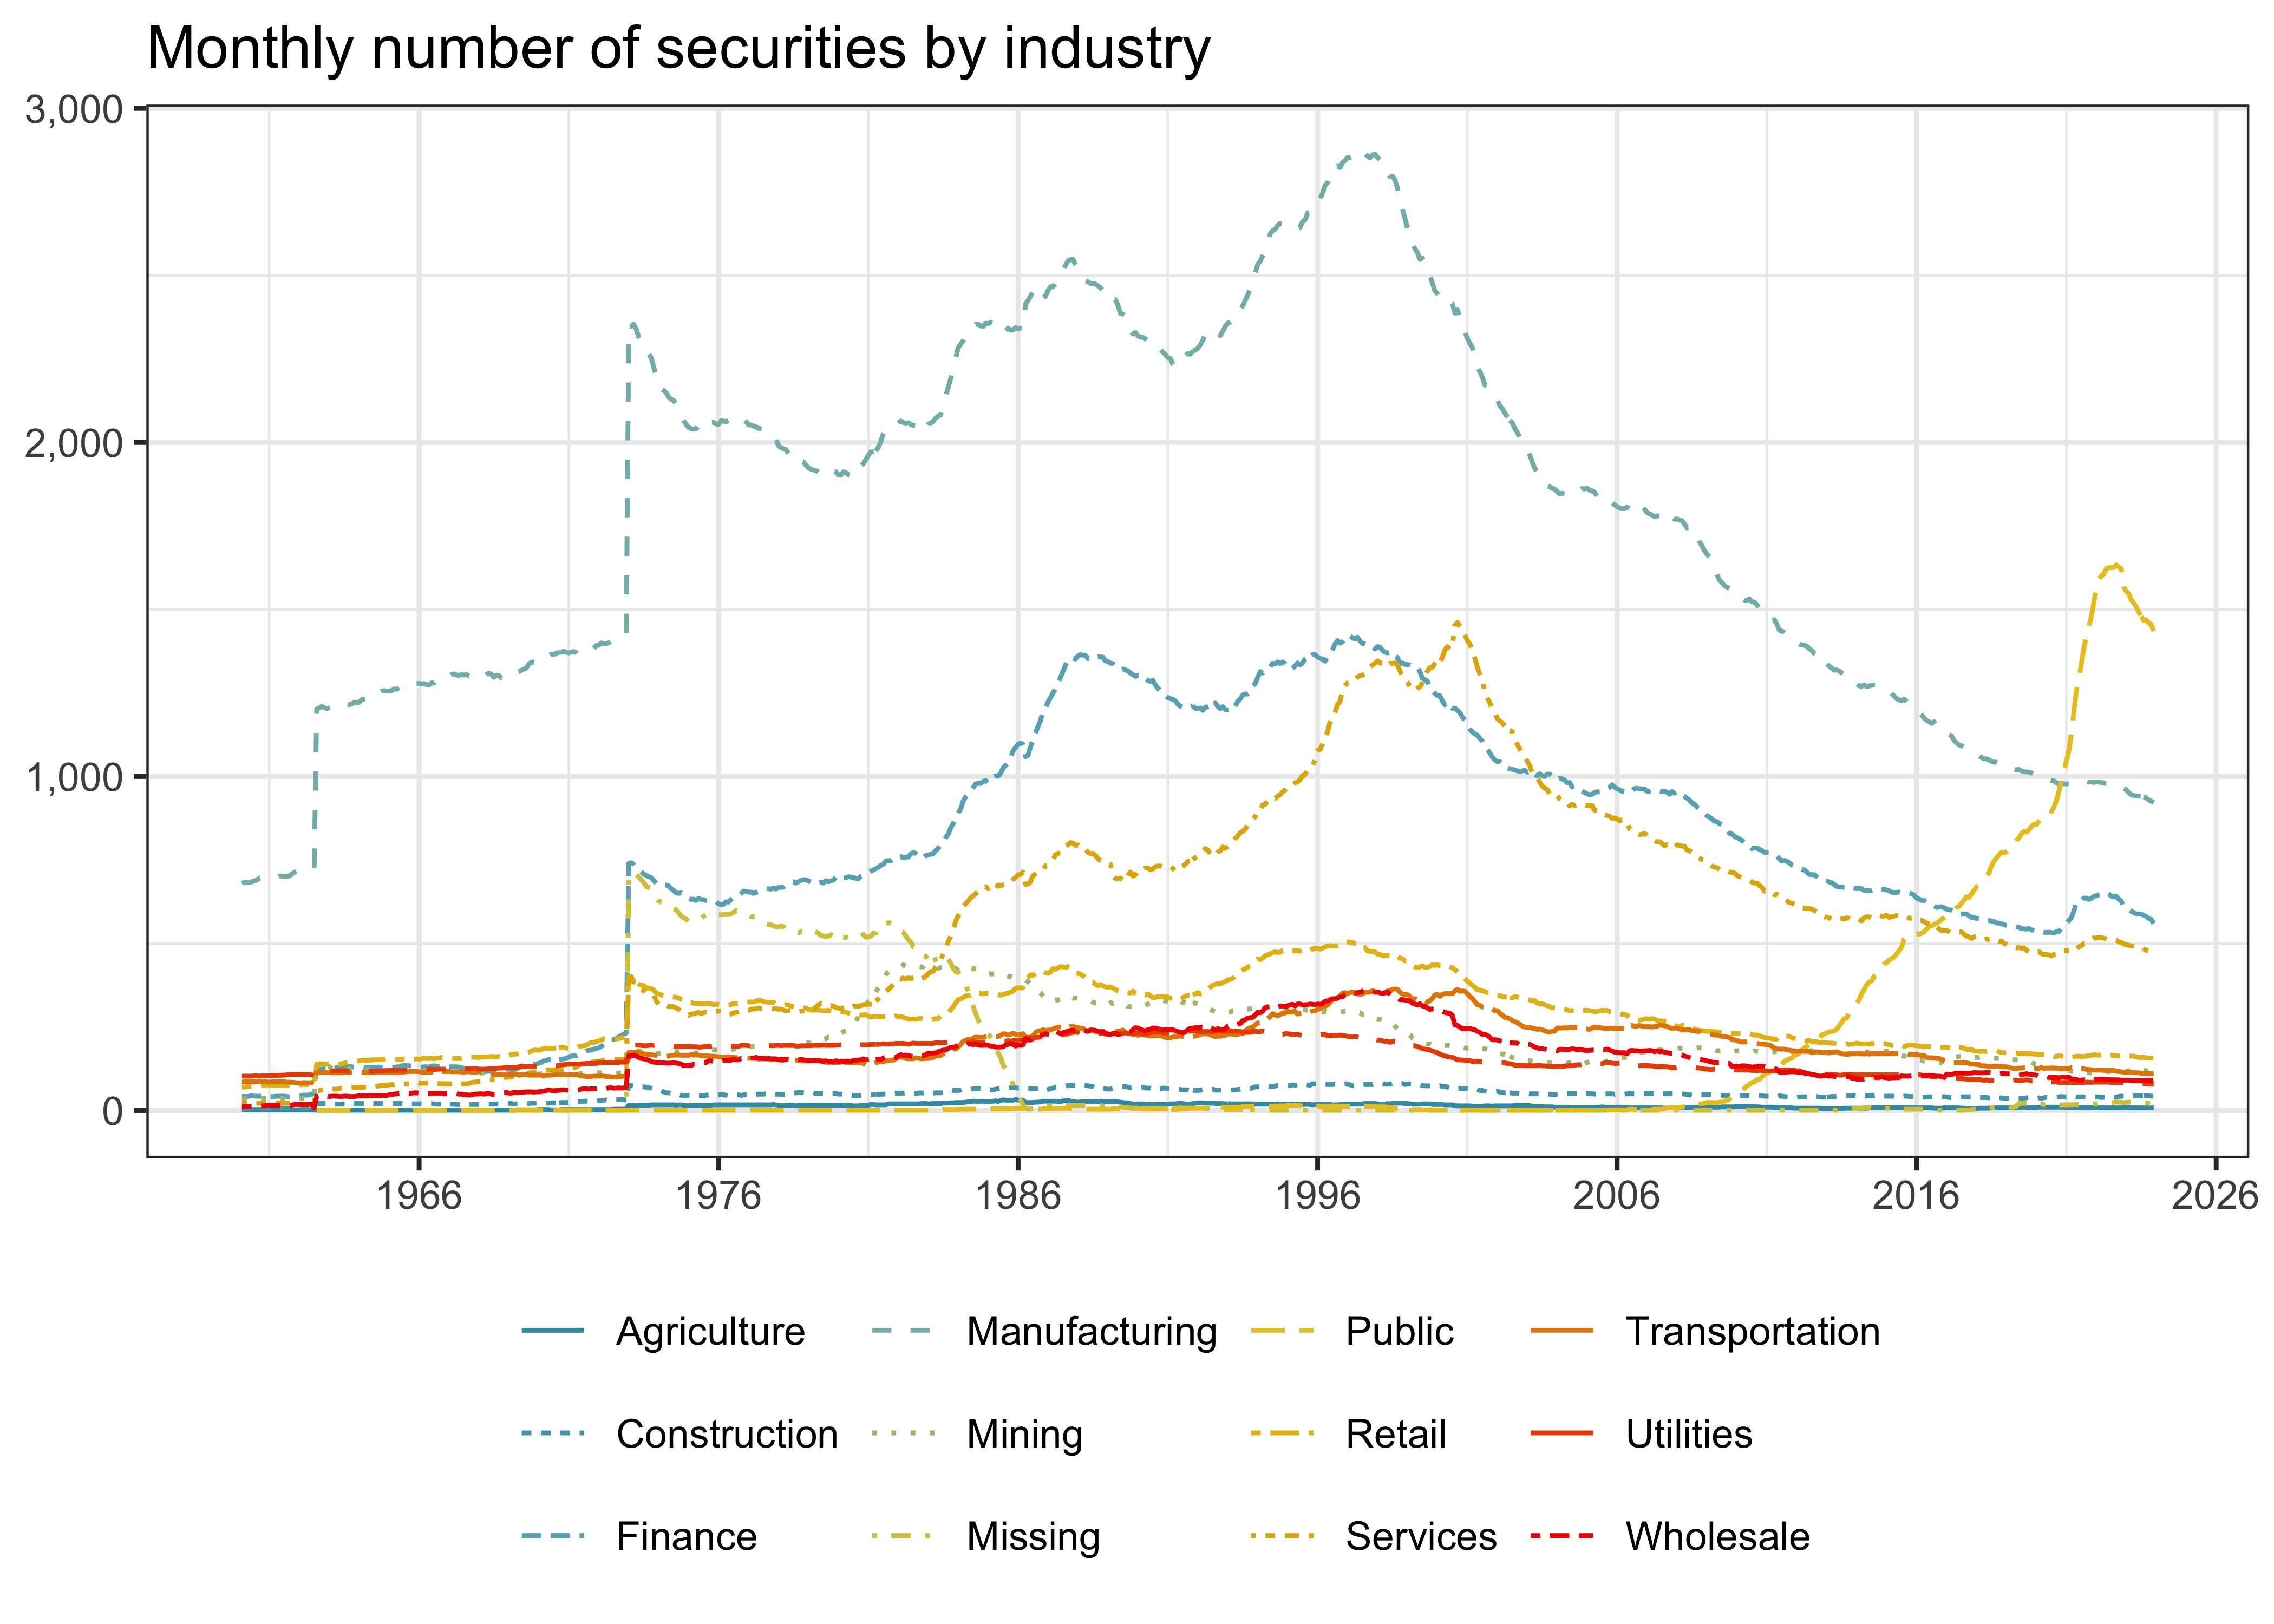 Monthly number of securities by industry
3,000
2,000
1,000
0
1966 1976 1986 1996 2006 2016 2026
Agriculture Manufacturing Public Transportation
Construction Mining Retail Utilities
Finance Missing Services Wholesale